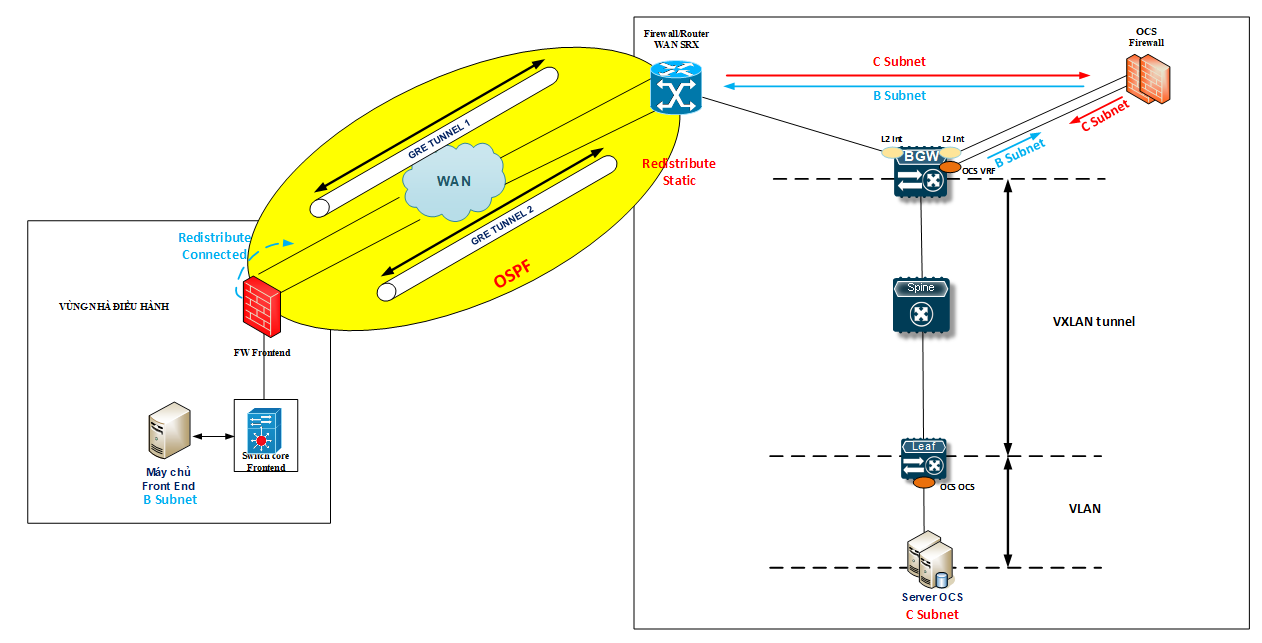 Firewall/Router
WAN SRX
OCS
Firewall
C Subnet
B Subnet
C Subnet
B Subnet
L2 Int
L2 Int
BGW
OCS VRF
GRE TUNNEL 1
WAN
GRE TUNNEL 2
OSPF
Redistribute
Static
Redistribute
Connected
VÙNG NHÀ ĐIỀU HÀNH
FW Frontend
Spine
VXLAN tunnel
Switch core
Frontend
Máy chủ
Front End
B Subnet
Leaf
OCS OCS
VLAN
Server OCS
C Subnet